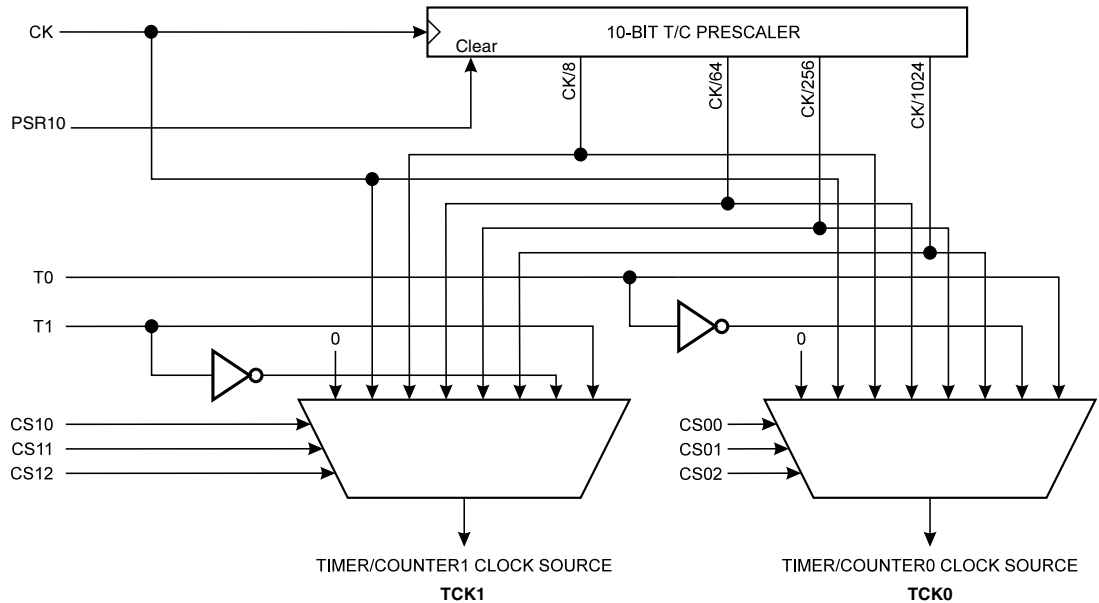 CK
10-BIT T/C PRESCALER
Clear
CK/8
CK/64
CK/256
CK/1024
PSR10
T0
T1
0
0
CS10
CS11
CS12
CS00
CS01
CS02
TIMER/COUNTER1 CLOCK SOURCE
TCK1
TIMER/COUNTER0 CLOCK SOURCE
TCK0